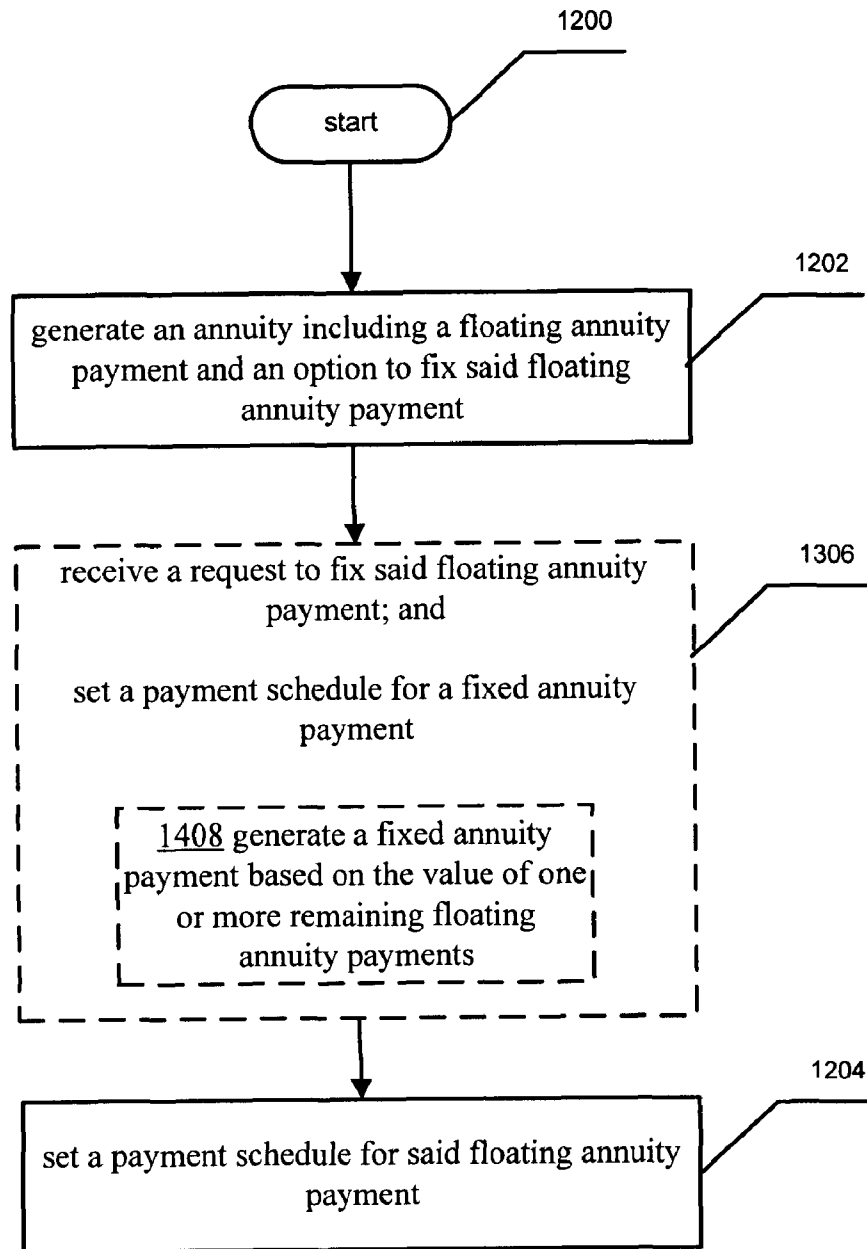 1200
start
1202
generate an annuity including a floating annuity
payment and an option to fix said floating
annuity payment
receive a request to fix said floating annuity
payment; and
1306
set a payment schedule for a fixed annuity
payment
1408 generate a fixed annuity
payment based on the value of one
or more remaining floating
annuity payments
1204
set a payment schedule for said floating annuity
payment